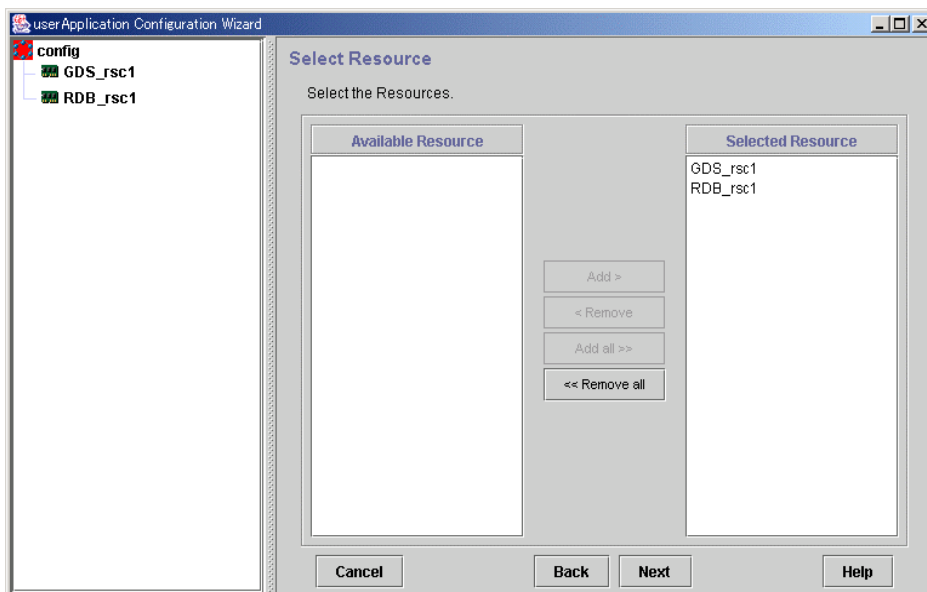 userApplication Configuration Wizard
config
GDS_rsc1
RDB_rsc1
Select Resource
Select the Resources.
Available Resource
Selected Resource
GDS_rsc1
RDB_rsc1
Add >
< Remove
Add all >>
<< Remove all
Cancel
Back
Next
Help